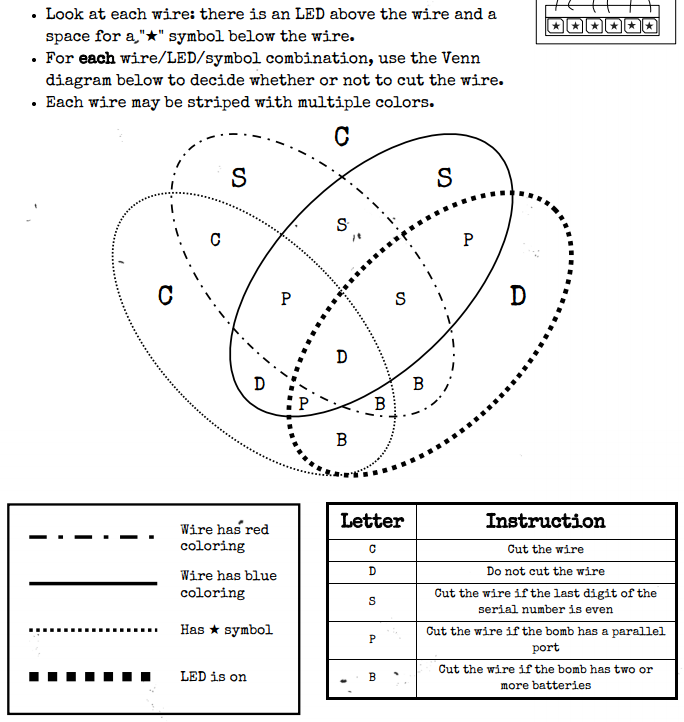 • Look at each wire: there is an LED above the wire and a
space for a "★" symbol below the wire.
• For each wire/LED/symbol combination, use the Venn
diagram below to decide whether or not to cut the wire.
• Each wire may be striped with multiple colors.
C
S S
S
C P
C P S D
D
D B
P B
B
Wire has red
coloring
Wire has blue
coloring
Has ★ symbol
LED is on
Letter Instruction
C Cut the wire
D Do not cut the wire
S Cut the wire if the last digit of the
serial number is even
P Cut the wire if the bomb has a parallel
port
B Cut the wire if the bomb has two or
more batteries